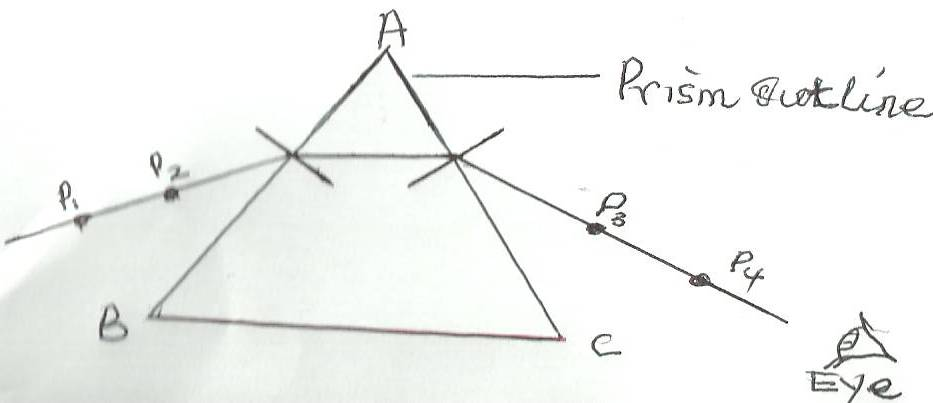 A
Prism Outline
P2
P1
P3
P4
B
C
Eye